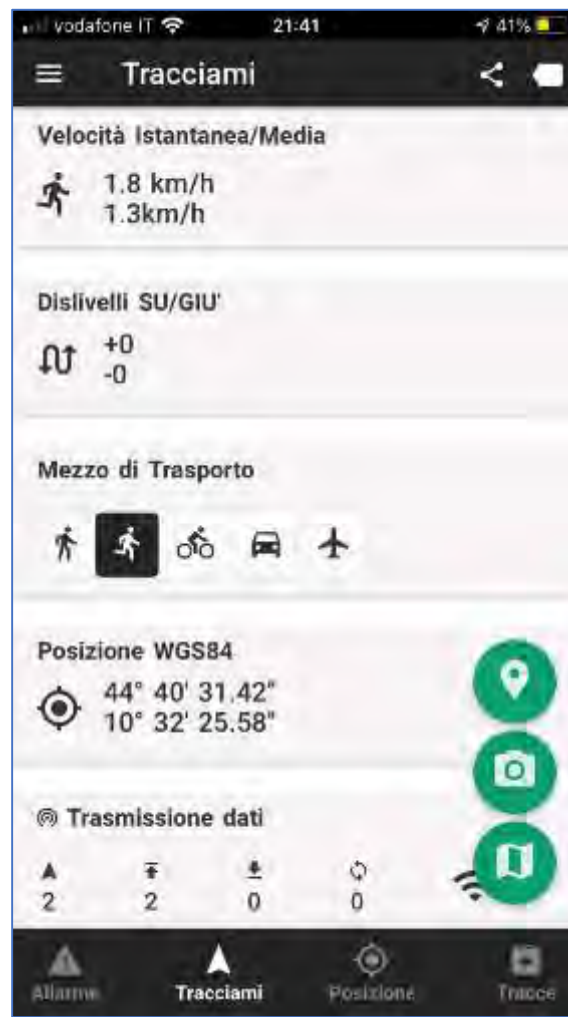 vodafone IT 21:41 41%
Tracciami
Velocità Istantanea/Media
1.8 km/h
1.3km/h
Dislivelli SU/GIU'
+0
-0
Mezzo di Trasporto
Posizione WGS84
44° 40' 31.42"
10° 32' 25.58"
Trasmissione dati
2 2 0 0
Allarme Tracciami Posizione Tracce